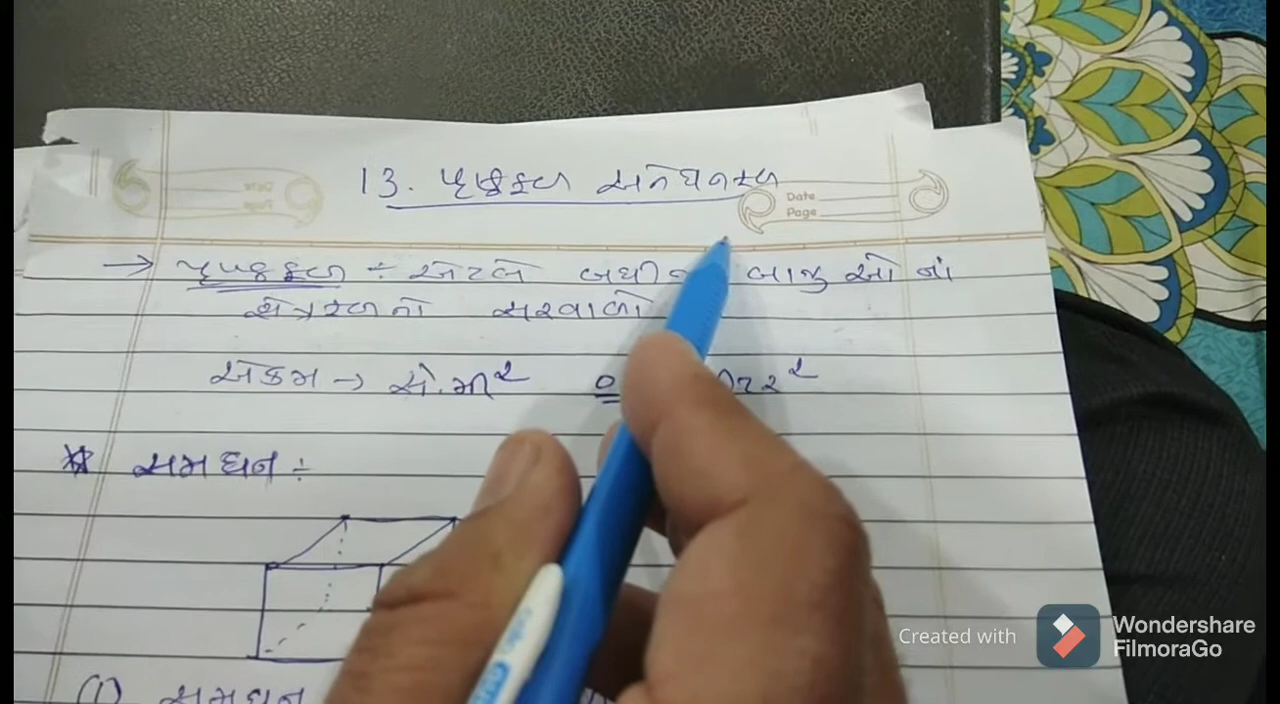 13. પૃષ્ઠફળ અને ઘનફળ
Date
Page
→ પૃષ્ઠફળ ÷ એટલે બધી બાજુઓનાં
ક્ષેત્રફળનો સરવાળો
એકમ → સે.મી²
* સમઘન ÷
(1) સમઘન
Created with Wondershare FilmoraGo